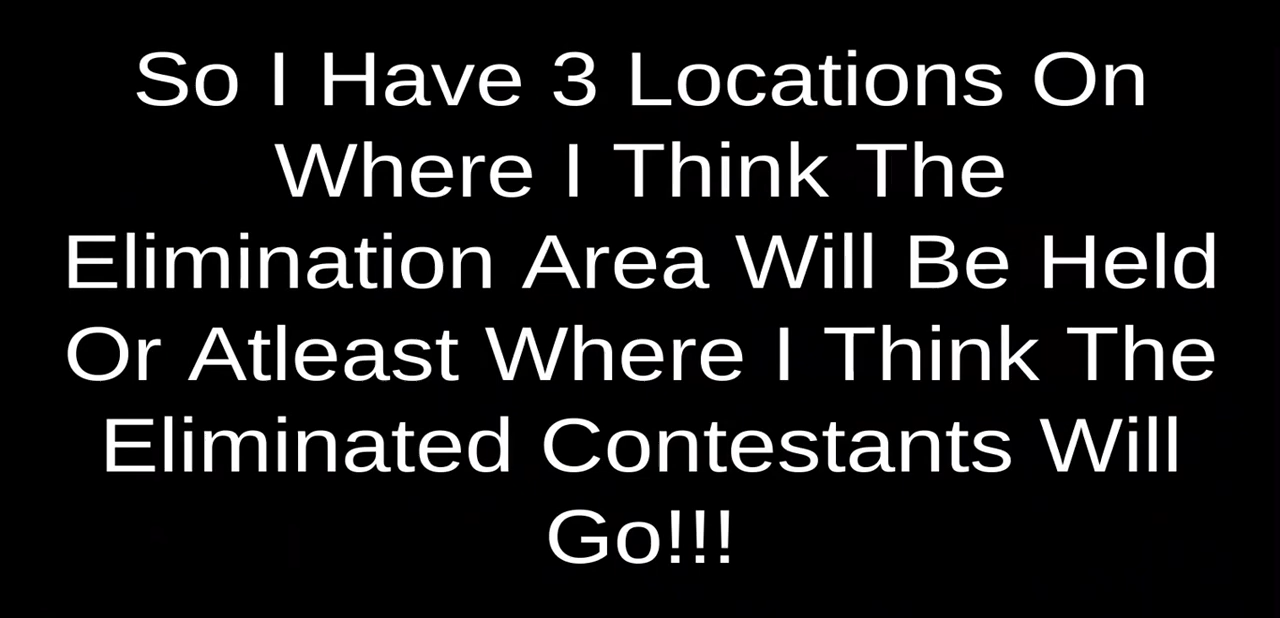 So I Have 3 Locations On
Where I Think The
Elimination Area Will Be Held
Or Atleast Where I Think The
Eliminated Contestants Will
Go!!!